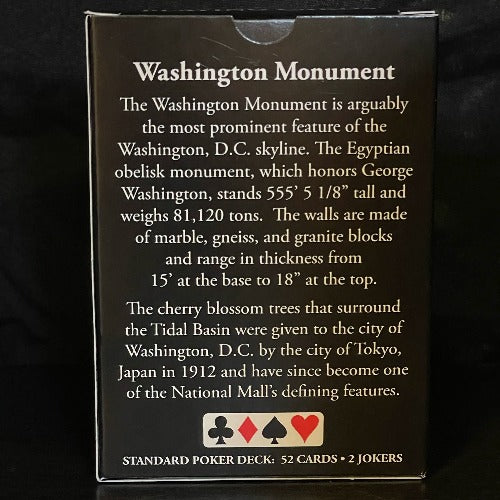 Washington Monument
The Washington Monument is arguably
the most prominent feature of the
Washington, D.C. skyline. The Egyptian
obelisk monument, which honors George
Washington, stands 555' 5 1/8” tall and
weighs 81,120 tons. The walls are made
of marble, gneiss, and granite blocks
and range in thickness from
15' at the base to 18” at the top.
The cherry blossom trees that surround
the Tidal Basin were given to the city of
Washington, D.C. by the city of Tokyo,
Japan in 1912 and have since become one
of the National Mall's defining features.
STANDARD POKER DECK: 52 CARDS • 2 JOKERS